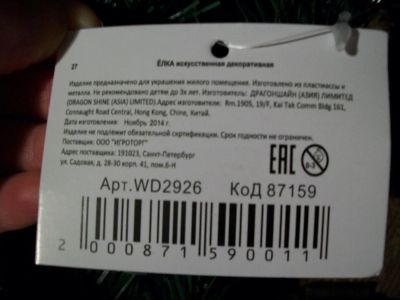 27
ЁЛКА искусственная декоративная
Изделие предназначено для украшения жилого помещения. Изготовлено из пластмассы и
металла. Не рекомендовано детям до 3х лет. Изготовитель: ДРАГОНШАЙН (АЗИЯ) ЛИМИТЕД
(DRAGON SHINE (ASIA) LIMITED).Адрес изготовителя: Rm.1905, 19/F, Kai Tak Comm Bldg 161,
Connaught Road Central, Hong Kong, Chine, Китай.
Дата изготовления: Ноябрь 2014 г.
Изделие не подлежит обязательной сертификации. Срок годности не ограничен.
Поставщик: ООО "ИГРОТОРГ"
Адрес поставщика: 191023, Санкт-Петербург
ул. Садовая, д. 28-30 корп. 41, пом.6-Н
EAC
0-3
Арт.WD2926 КоД 87159
2 000871 590011